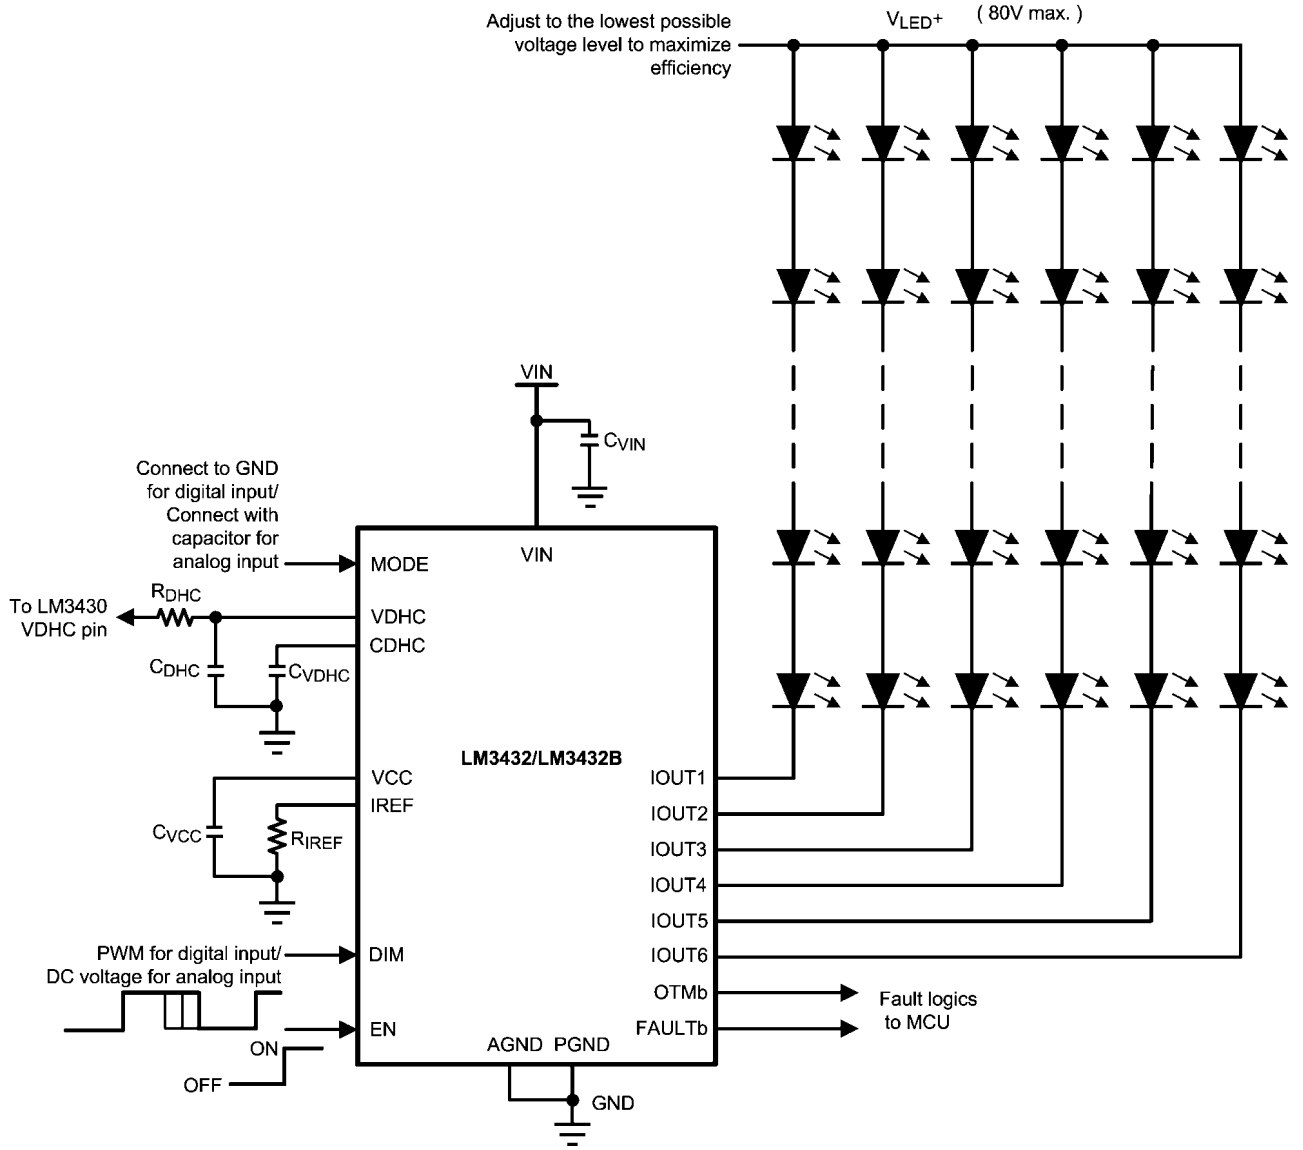 Adjust to the lowest possible
voltage level to maximize
efficiency
VLED+ ( 80V max. )
VIN
CVIN
Connect to GND
for digital input/
Connect with
capacitor for
analog input
MODE
VIN
RDHC
To LM3430
VDHC pin
VDHC
CDHC
CDHC
CVDHC
LM3432/LM3432B
VCC
IREF
CVCC
RIREF
IOUT1
IOUT2
IOUT3
IOUT4
IOUT5
IOUT6
PWM for digital input/
DC voltage for analog input
DIM
OTMb
FAULTb
Fault logics
to MCU
EN
ON
OFF
AGND PGND
GND